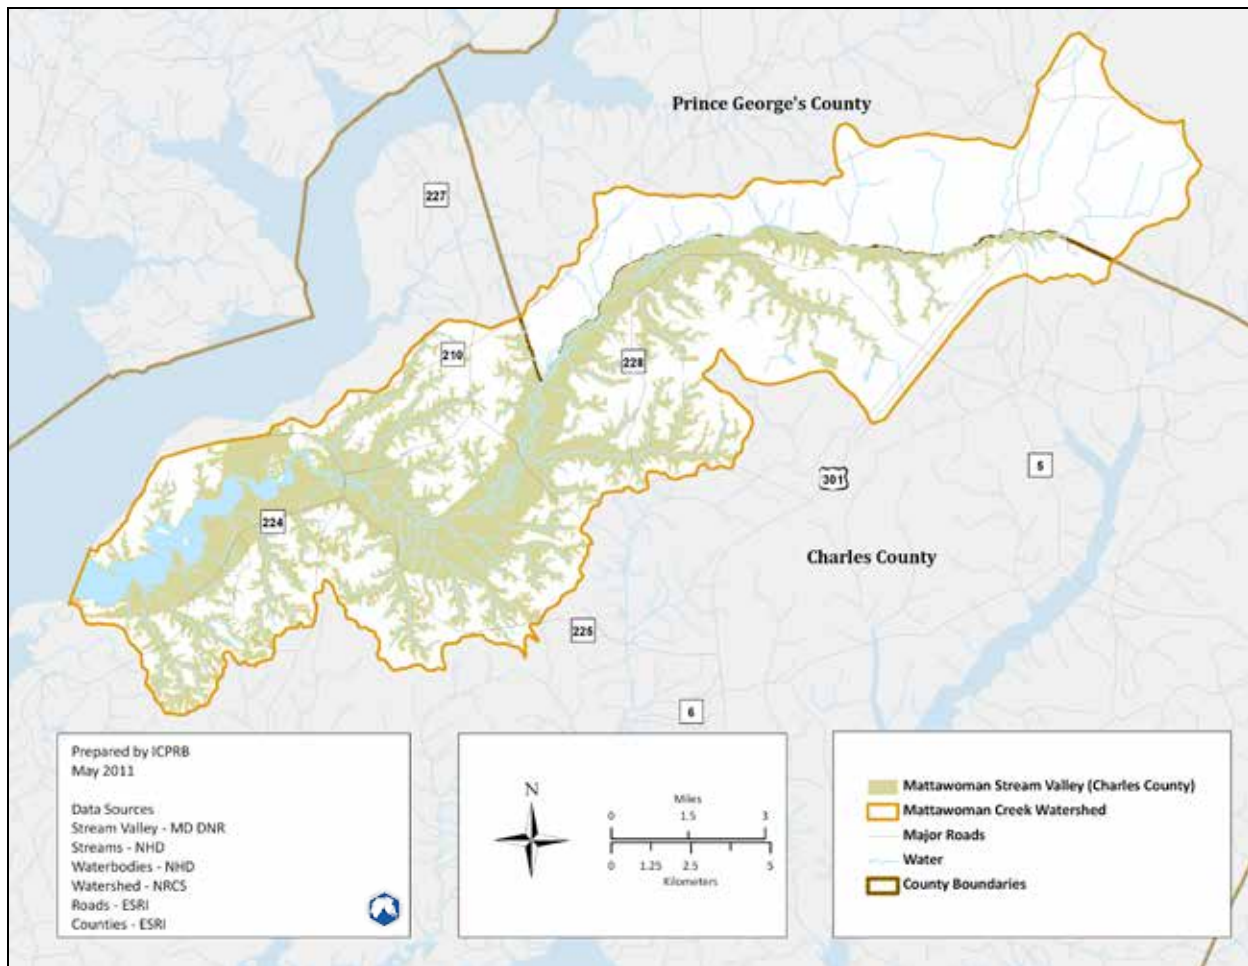 Prince George's County
227
210
228
301
5
224
Charles County
225
6
Prepared by ICPRB
May 2011
Data Sources
Stream Valley - MD DNR
Streams - NHD
Waterbodies - NHD
Watershed - NRCS
Roads - ESRI
Counties - ESRI
N
Miles
0 1.5 3
0 1.25 2.5 5
Kilometers
Mattawoman Stream Valley (Charles County)
Mattawoman Creek Watershed
Major Roads
Water
County Boundaries